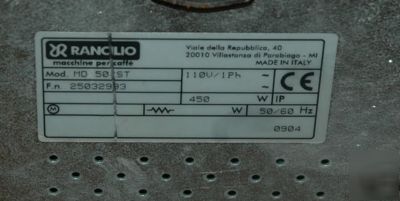 RANCILIO
macchine per caffè
Viale della Repubblica, 40
20010 Villastanza di Parabiago - MI
MADE IN ITALY
Mod. MD 50 ST
110V/1Ph ~
~
CE
F.n. 25032993
450 W IP
M W 50/60 Hz
0904